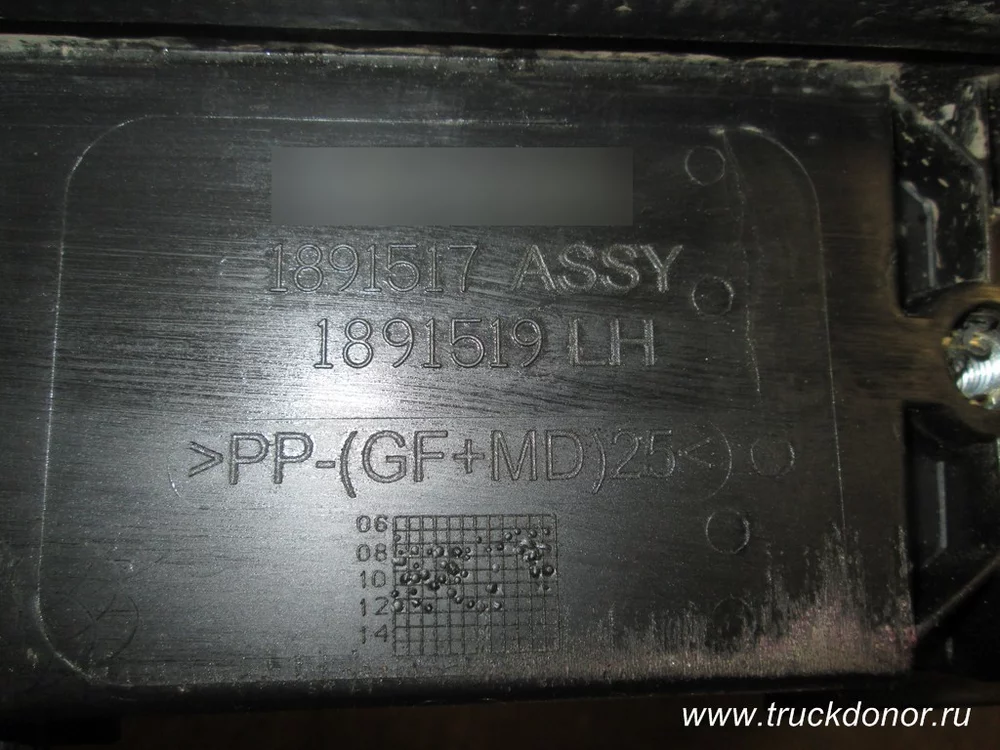 1891517 ASSY
1891519 LH
>PP-(GF+MD)25<
06
08
10
12
14
www.truckdonor.ru